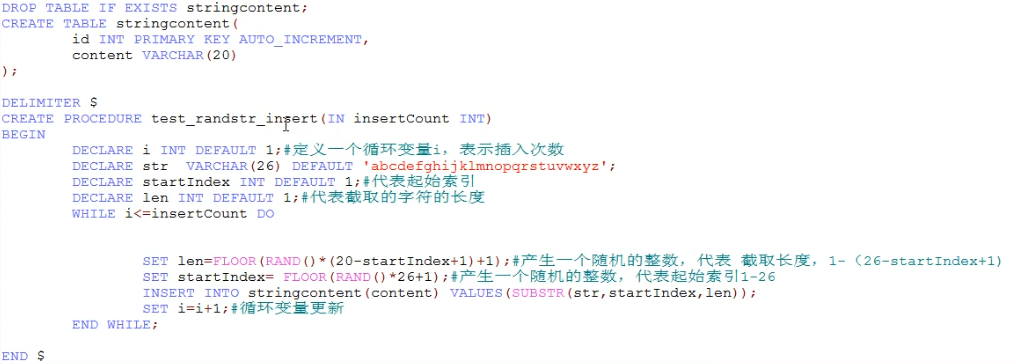 DROP TABLE IF EXISTS stringcontent;
CREATE TABLE stringcontent(
id INT PRIMARY KEY AUTO_INCREMENT,
content VARCHAR(20)
);
DELIMITER $
CREATE PROCEDURE test_randstr_insert(IN insertCount INT)
BEGIN
DECLARE i INT DEFAULT 1;#定义一个循环变量i，表示插入次数
DECLARE str VARCHAR(26) DEFAULT 'abcdefghijklmnopqrstuvwxyz';
DECLARE startIndex INT DEFAULT 1;#代表起始索引
DECLARE len INT DEFAULT 1;#代表截取的字符的长度
WHILE i<=insertCount DO
SET len=FLOOR(RAND()*(20-startIndex+1)+1);#产生一个随机的整数，代表 截取长度，1-（26-startIndex+1)
SET startIndex= FLOOR(RAND()*26+1);#产生一个随机的整数，代表起始索引1-26
INSERT INTO stringcontent(content) VALUES(SUBSTR(str,startIndex,len));
SET i=i+1;#循环变量更新
END WHILE;
END $